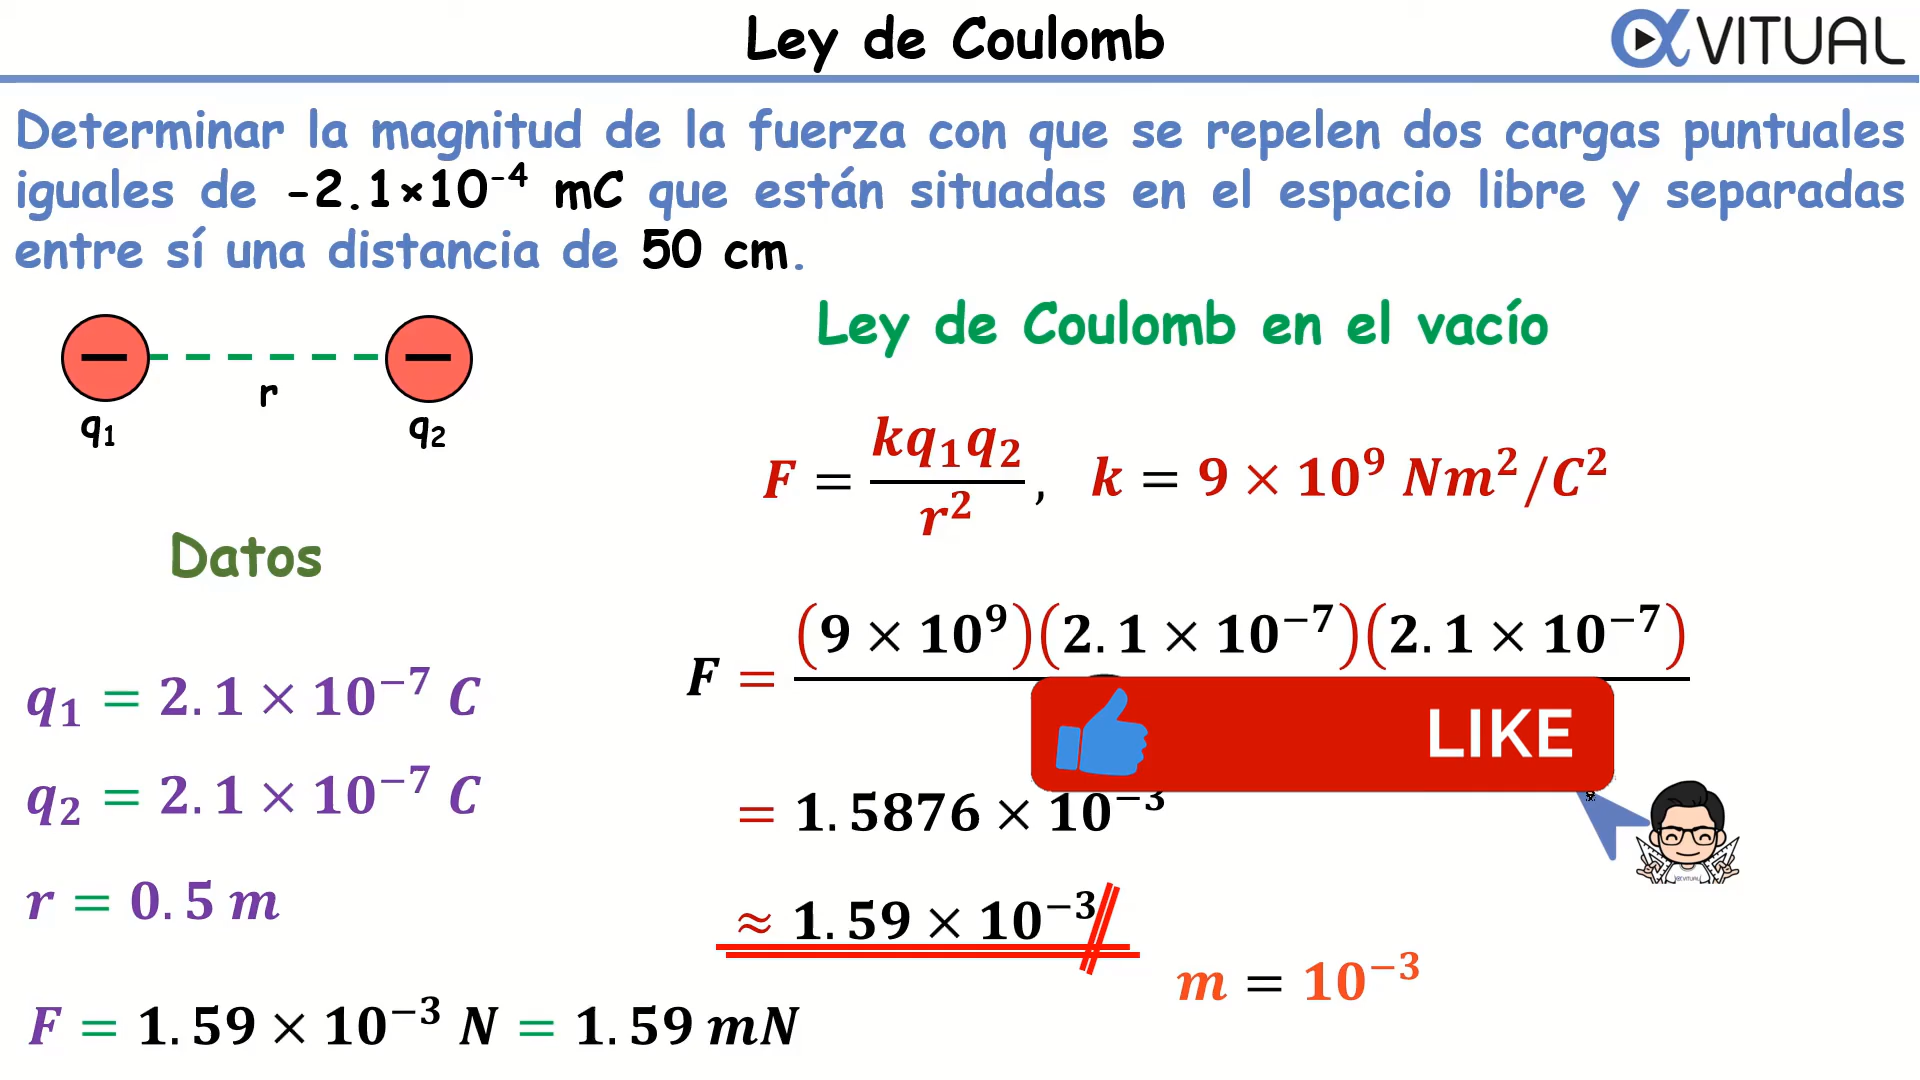 Ley de Coulomb
αVITUAL
Determinar la magnitud de la fuerza con que se repelen dos cargas puntuales
iguales de -2.1×10⁻⁴ mC que están situadas en el espacio libre y separadas
entre sí una distancia de 50 cm.
Ley de Coulomb en el vacío
r
q₁ q₂
F = kq₁q₂/r², k = 9 × 10⁹ Nm²/C²
Datos
F = (9 × 10⁹)(2.1 × 10⁻⁷)(2.1 × 10⁻⁷)
q₁ = 2.1 × 10⁻⁷ C
LIKE
q₂ = 2.1 × 10⁻⁷ C
= 1.5876 × 10⁻³
αVITUAL
r = 0.5 m
≈ 1.59 × 10⁻³
m = 10⁻³
F = 1.59 × 10⁻³ N = 1.59 mN